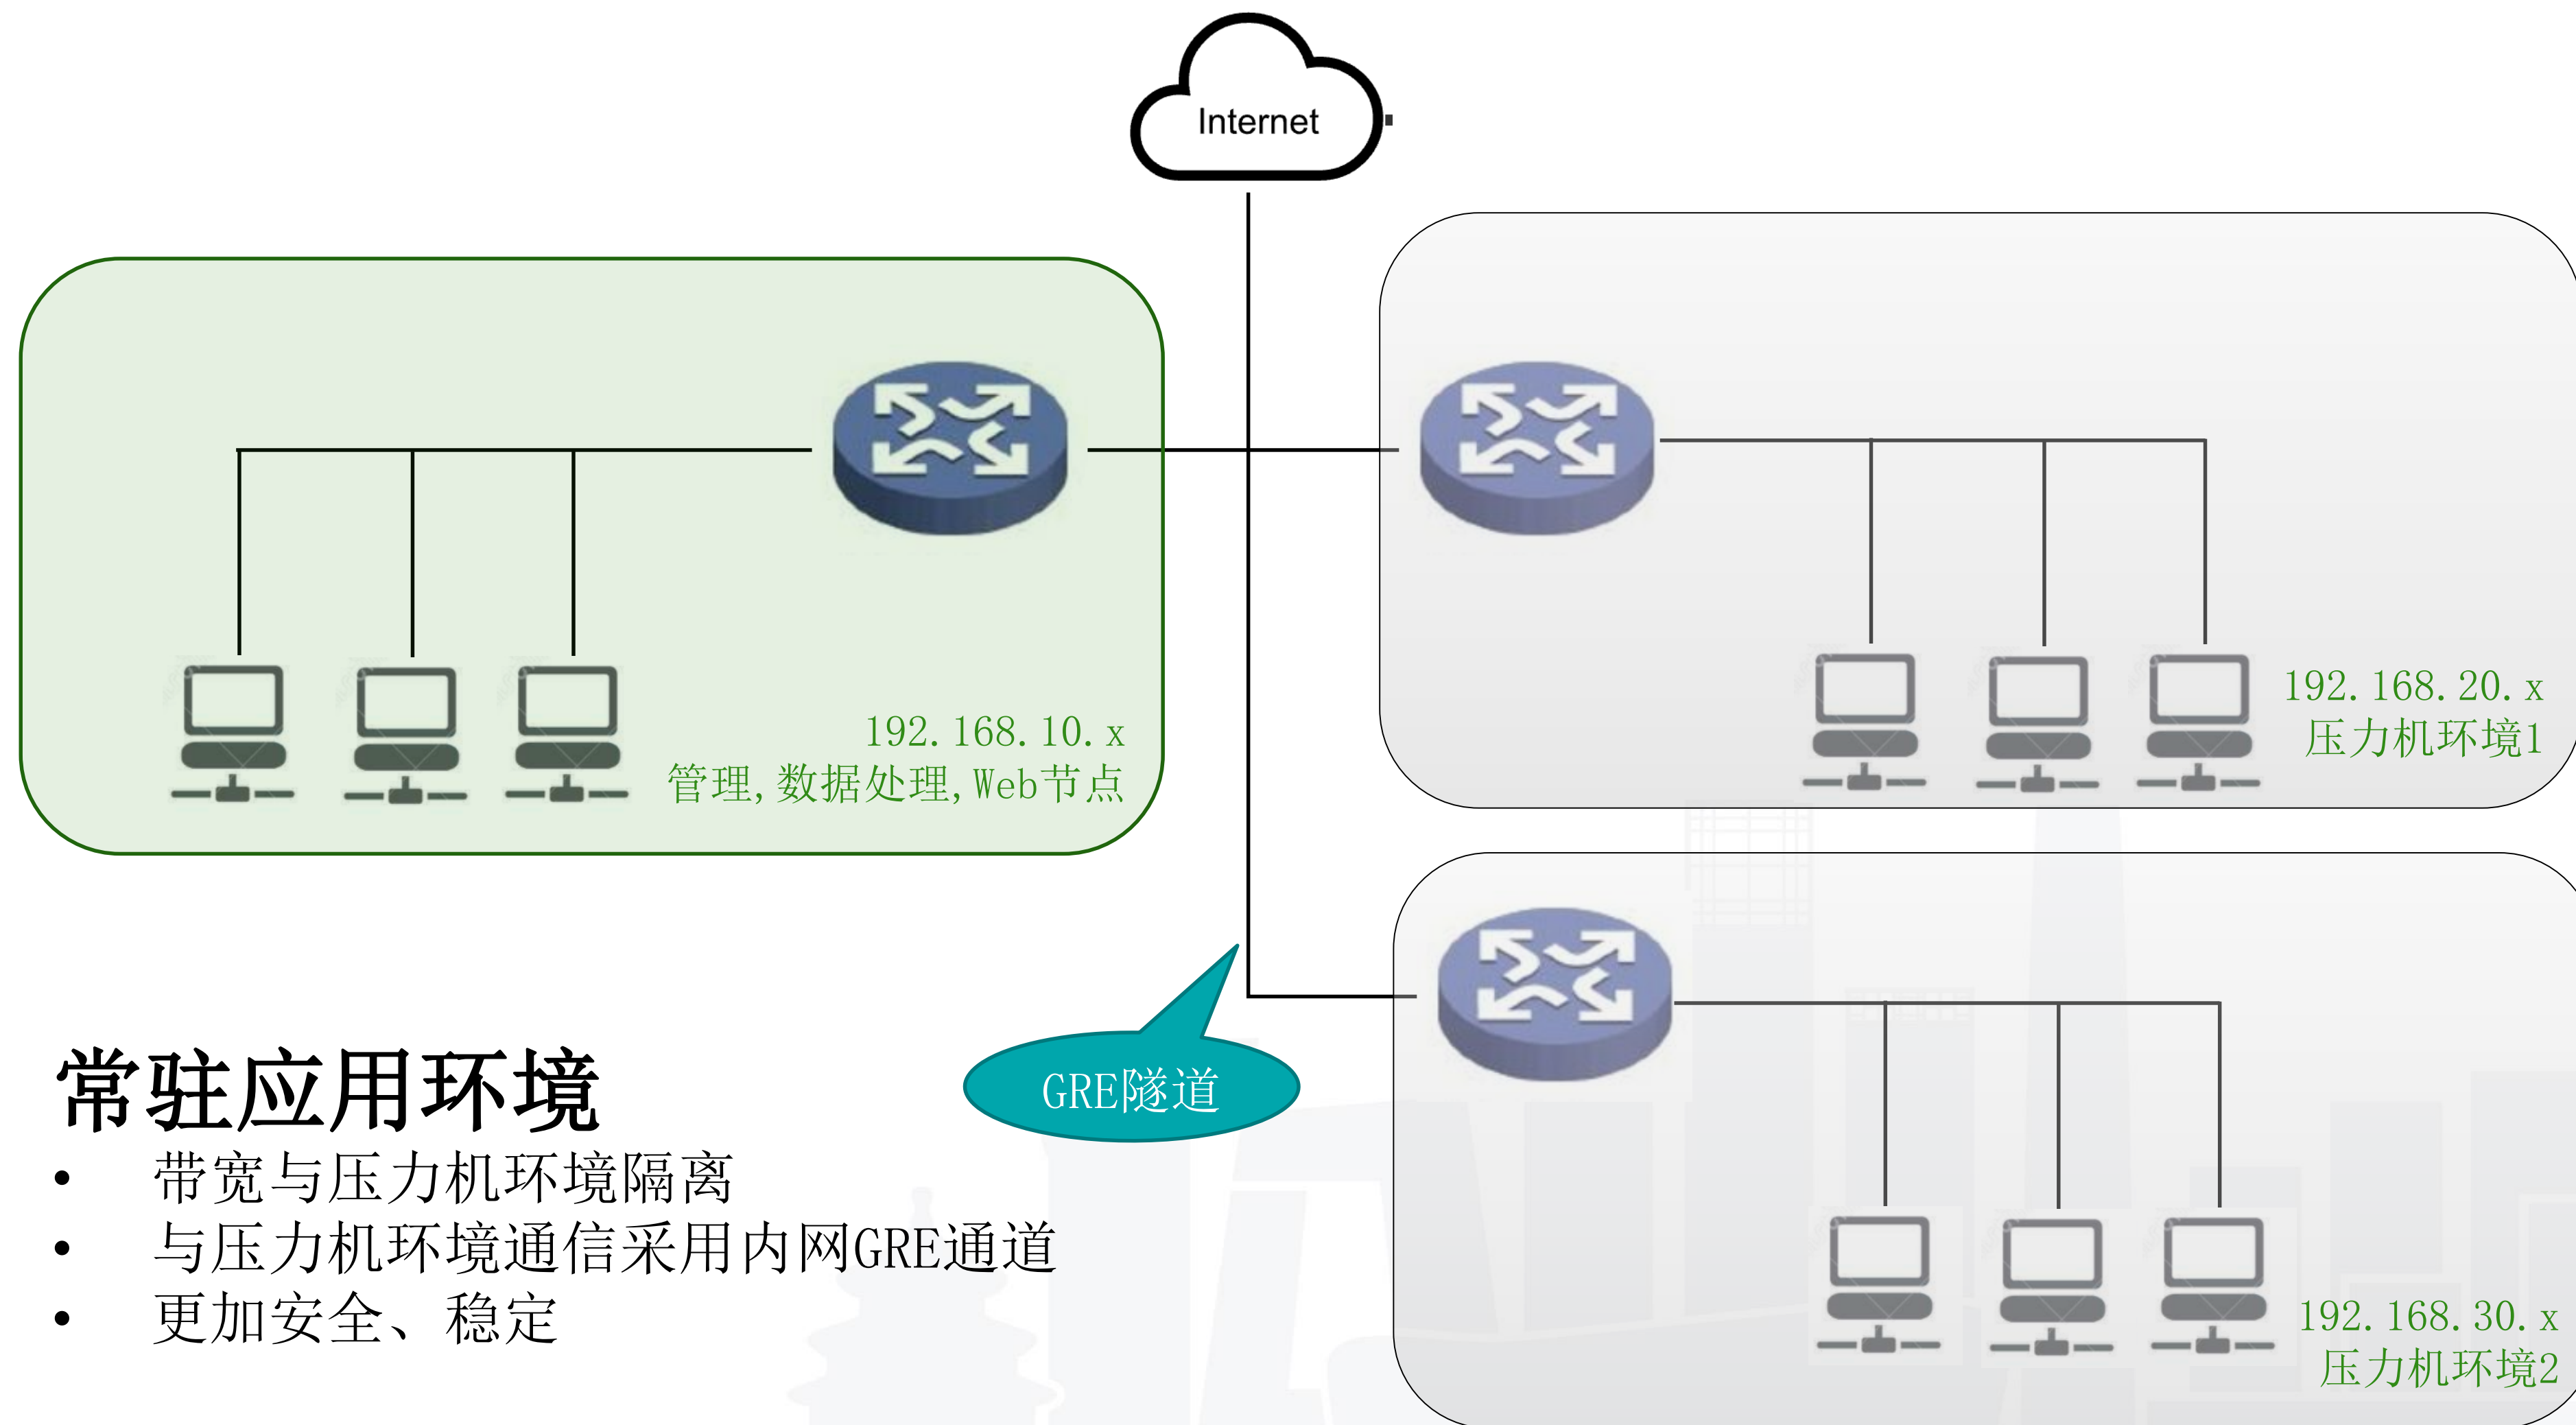 Internet
192.168.10.x
管理,数据处理,Web节点
192.168.20.x
压力机环境1
GRE隧道
192.168.30.x
压力机环境2
常驻应用环境
• 带宽与压力机环境隔离
• 与压力机环境通信采用内网GRE通道
• 更加安全、稳定